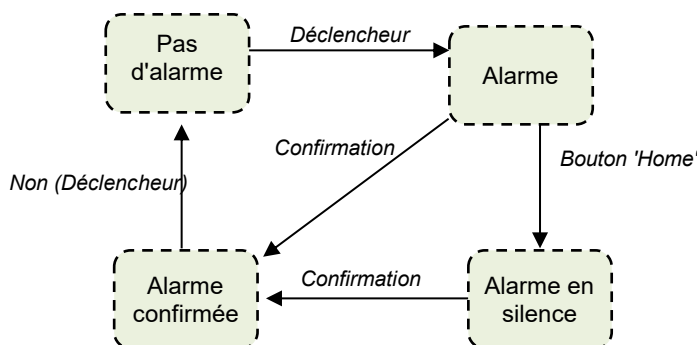 Pas
d'alarme
Déclencheur
Alarme
Confirmation
Bouton 'Home'
Non (Déclencheur)
Alarme
confirmée
Confirmation
Alarme en
silence